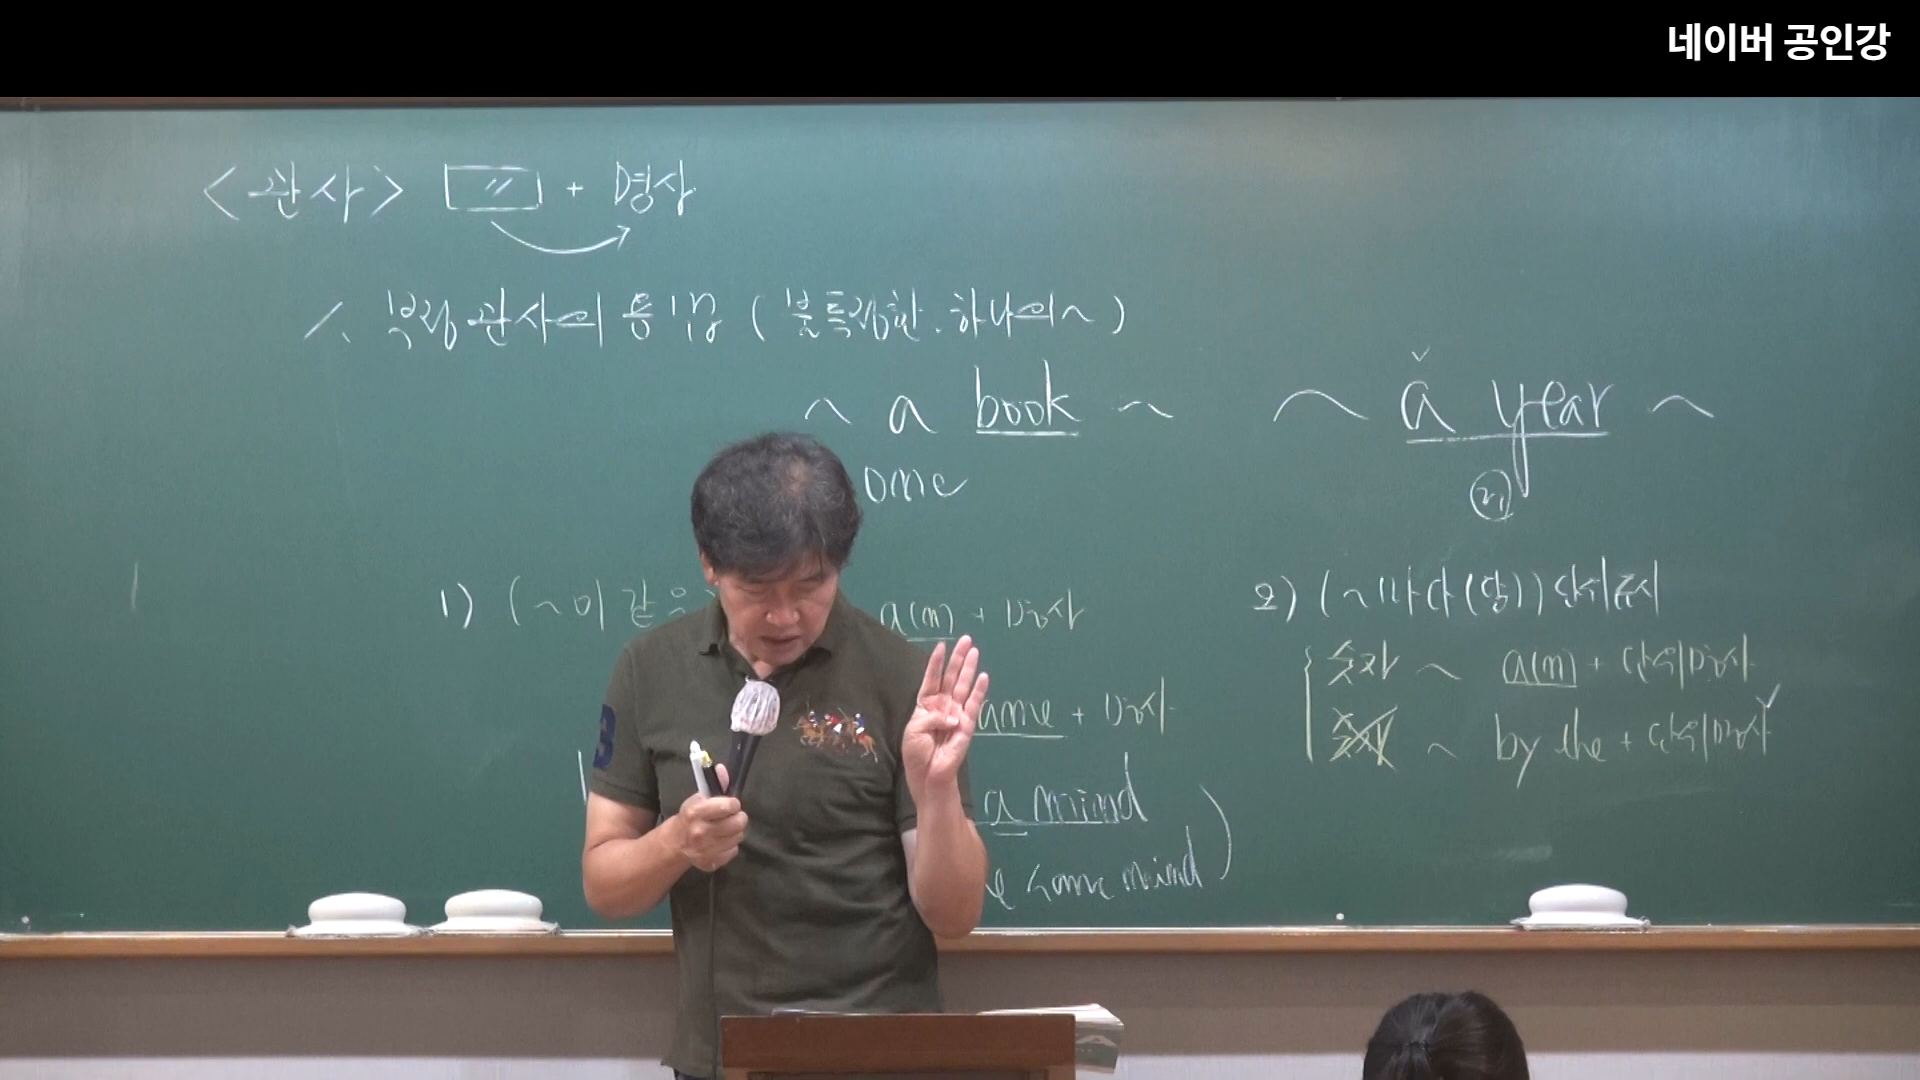 네이버 공인강
<관사> + 명사
1. 부정관사의 용법 (불특정한. 하나의~)
~ a book ~
one
~ a year ~
1) (~이 같은
a(n) + 명사
same + 명사
a mind
same mind)
2) (~마다(당)) 단위표시
숫자 ~ a(n) + 단위명사
숫자 ~ by the + 단위명사